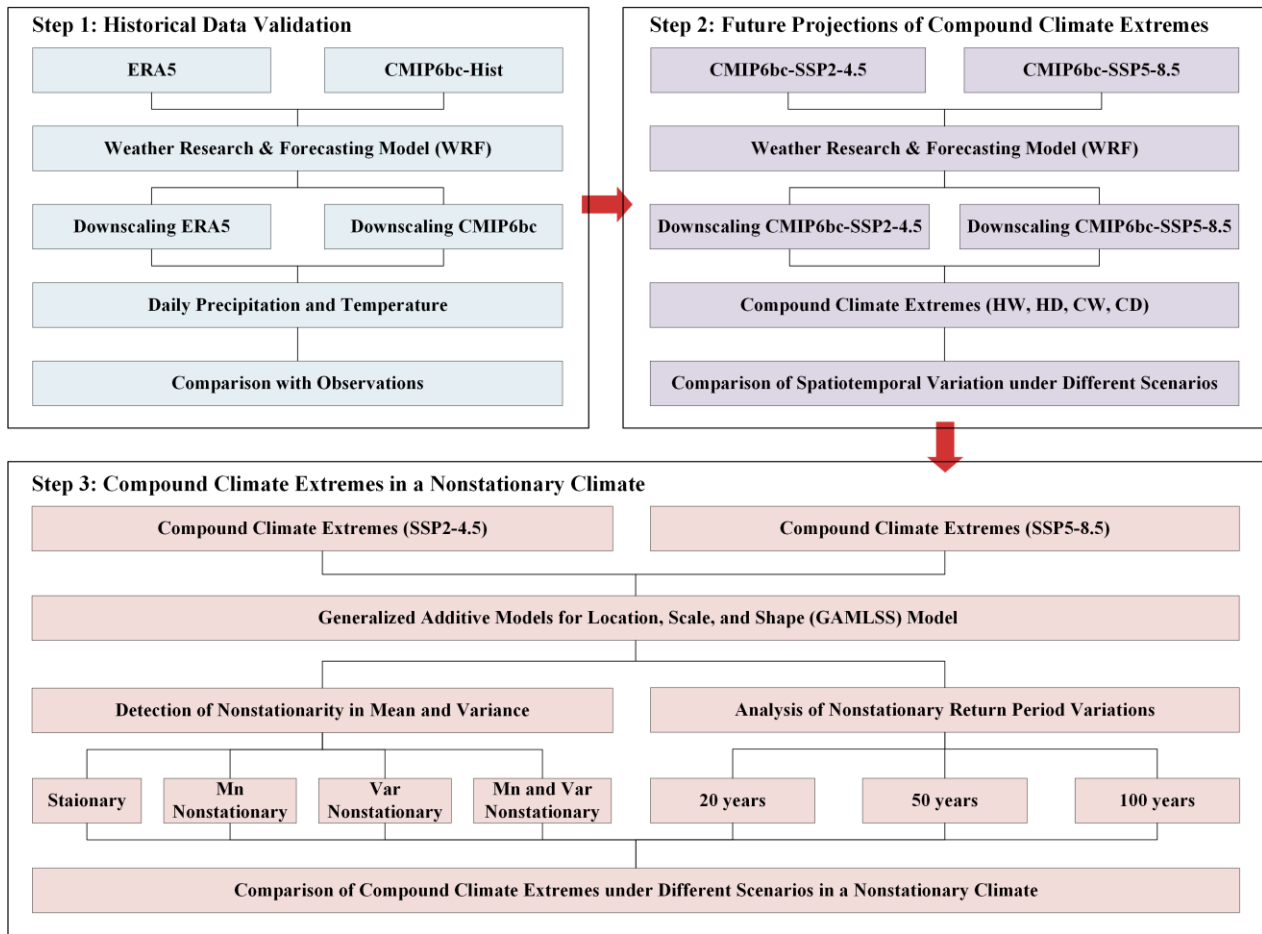 Step 1: Historical Data Validation
ERA5
CMIP6bc-Hist
Weather Research & Forecasting Model (WRF)
Downscaling ERA5
Downscaling CMIP6bc
Daily Precipitation and Temperature
Comparison with Observations
Step 2: Future Projections of Compound Climate Extremes
CMIP6bc-SSP2-4.5
CMIP6bc-SSP5-8.5
Weather Research & Forecasting Model (WRF)
Downscaling CMIP6bc-SSP2-4.5
Downscaling CMIP6bc-SSP5-8.5
Compound Climate Extremes (HW, HD, CW, CD)
Comparison of Spatiotemporal Variation under Different Scenarios
Step 3: Compound Climate Extremes in a Nonstationary Climate
Compound Climate Extremes (SSP2-4.5)
Compound Climate Extremes (SSP5-8.5)
Generalized Additive Models for Location, Scale, and Shape (GAMLSS) Model
Detection of Nonstationarity in Mean and Variance
Analysis of Nonstationary Return Period Variations
Staionary
Mn
Nonstationary
Var
Nonstationary
Mn and Var
Nonstationary
20 years
50 years
100 years
Comparison of Compound Climate Extremes under Different Scenarios in a Nonstationary Climate